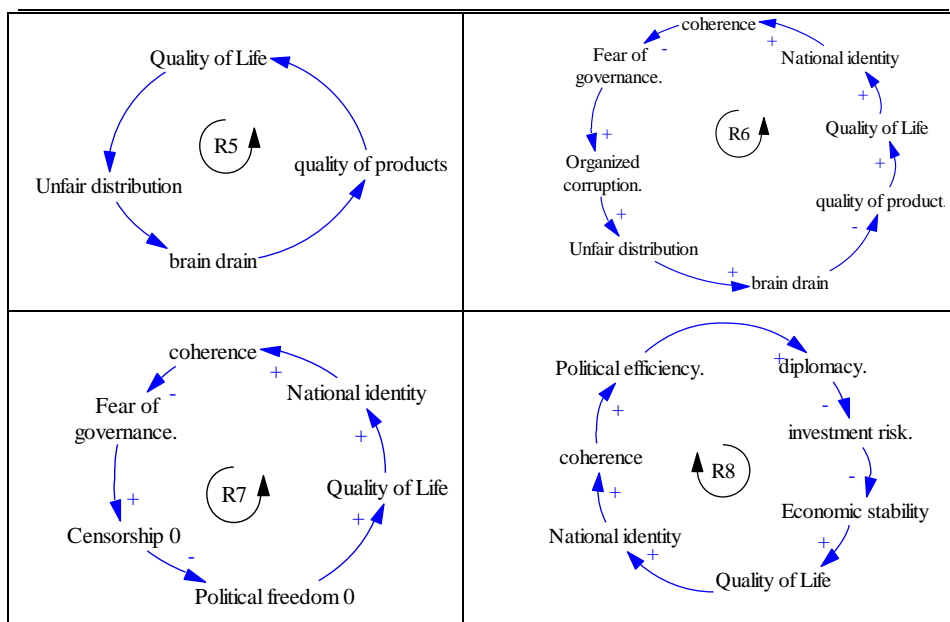 Quality of Life
R5
Unfair distribution
quality of products
brain drain
coherence
+
-
Fear of
governance.
National identity
+
R6
Quality of Life
+
Organized
corruption.
+
quality of product.
+
-
Unfair distribution
+
brain drain
coherence
+
-
National identity
Fear of
governance.
+
R7
Quality of Life
+
+
Censorship 0
-
Political freedom 0
Political efficiency.
+
diplomacy.
-
+
investment risk.
coherence
R8
-
+
Economic stability
National identity
+
+
Quality of Life